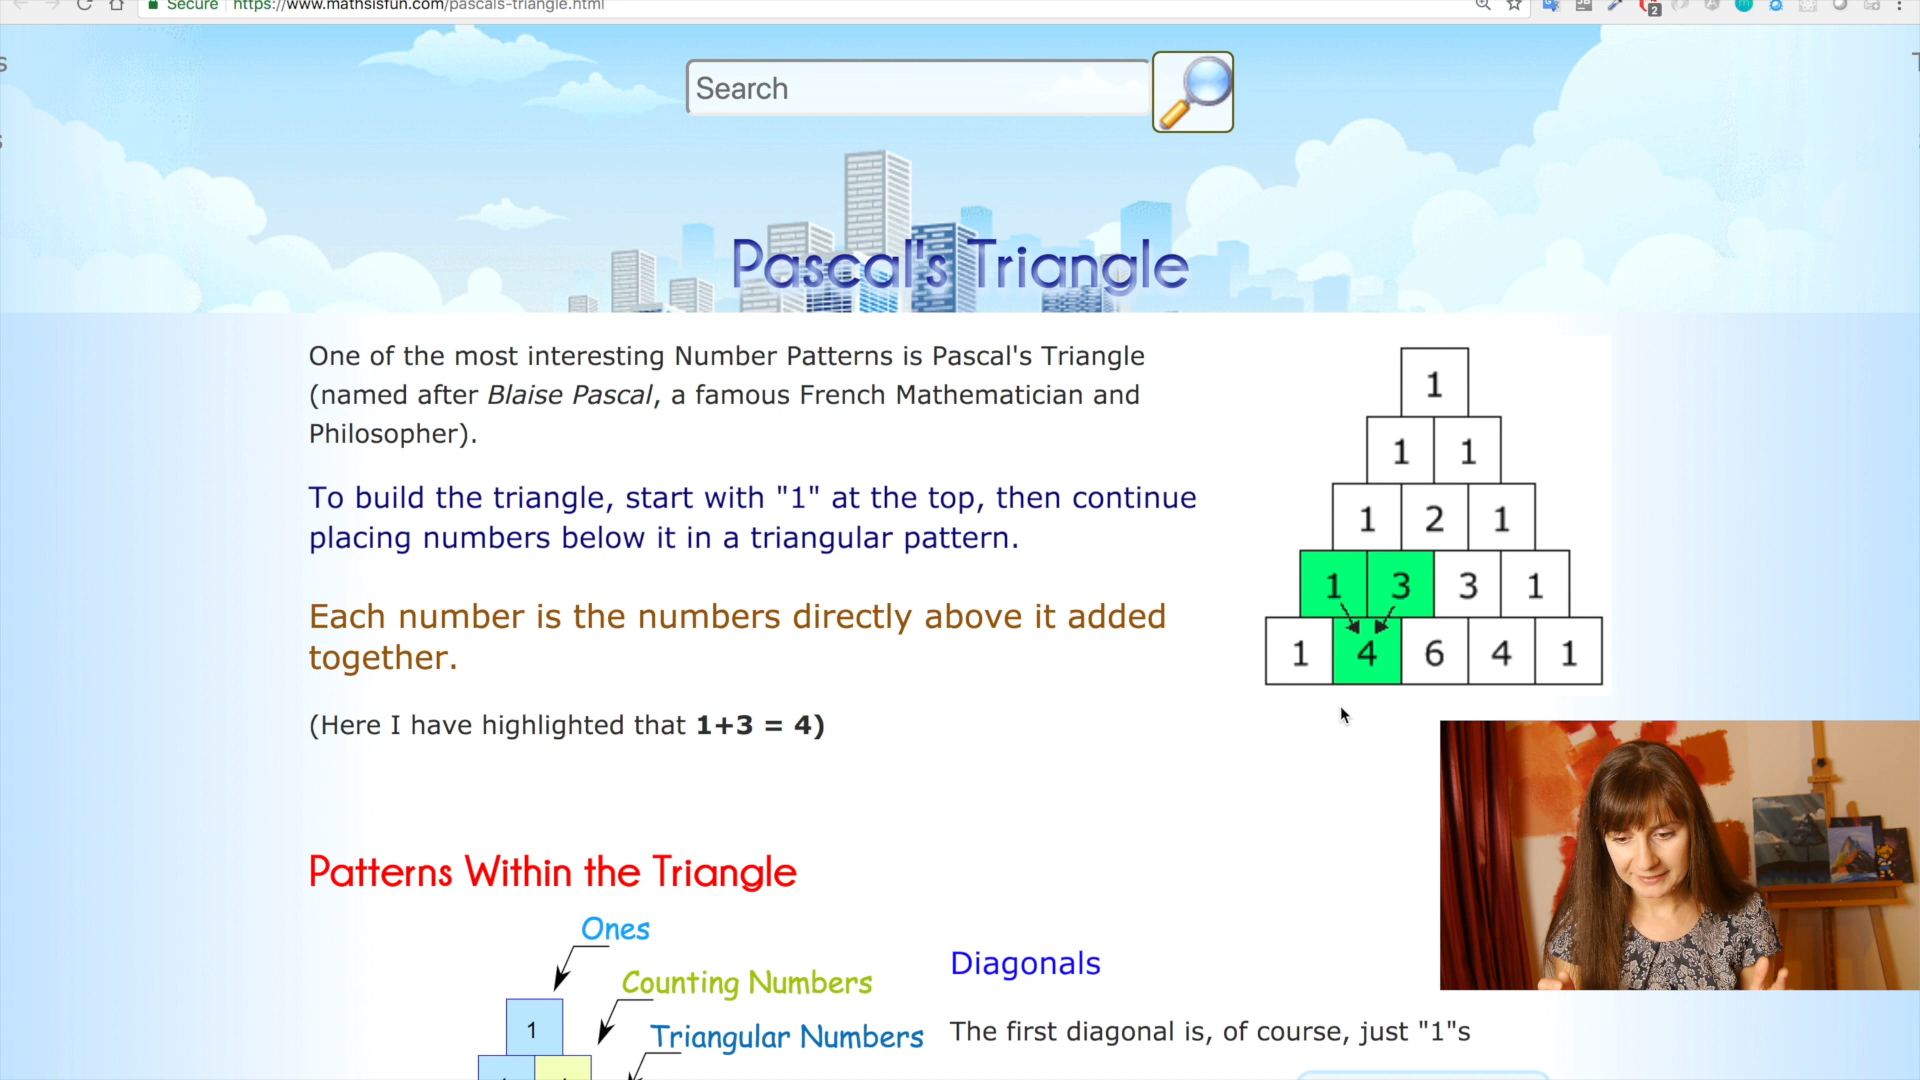 Secure https://www.mathsisfun.com/pascals-triangle.html
2
Search
Pascal's Triangle
One of the most interesting Number Patterns is Pascal's Triangle
(named after Blaise Pascal, a famous French Mathematician and
Philosopher).
To build the triangle, start with "1" at the top, then continue
placing numbers below it in a triangular pattern.
Each number is the numbers directly above it added
together.
(Here I have highlighted that 1+3 = 4)
1
1 1
1 2 1
1 3 3 1
1 4 6 4 1
Patterns Within the Triangle
Ones
Counting Numbers
Triangular Numbers
1
Diagonals
The first diagonal is, of course, just "1"s